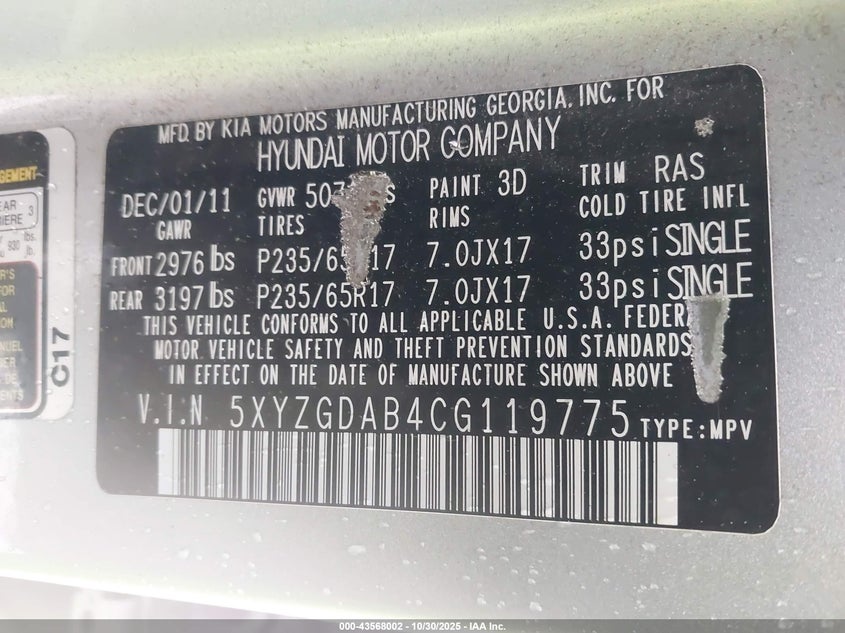 MFD. BY KIA MOTORS MANUFACTURING GEORGIA, INC. FOR
HYUNDAI MOTOR COMPANY
DEC/01/11 GVWR PAINT 3D TRIM RAS
GAWR TIRES RIMS COLD TIRE INFL
FRONT 2976 lbs P235/65R17 7.0JX17 33psi SINGLE
REAR 3197 lbs P235/65R17 7.0JX17 33psi SINGLE
THIS VEHICLE CONFORMS TO ALL APPLICABLE U.S.A.
MOTOR VEHICLE SAFETY AND THEFT PREVENTION STANDARDS
IN EFFECT ON THE DATE OF MANUFACTURE SHOWN ABOVE
V.I.N 5XYZGDAB4CG119775 TYPE:MPV
C17
000-43568002 - 10/30/2025 - IAA Inc.